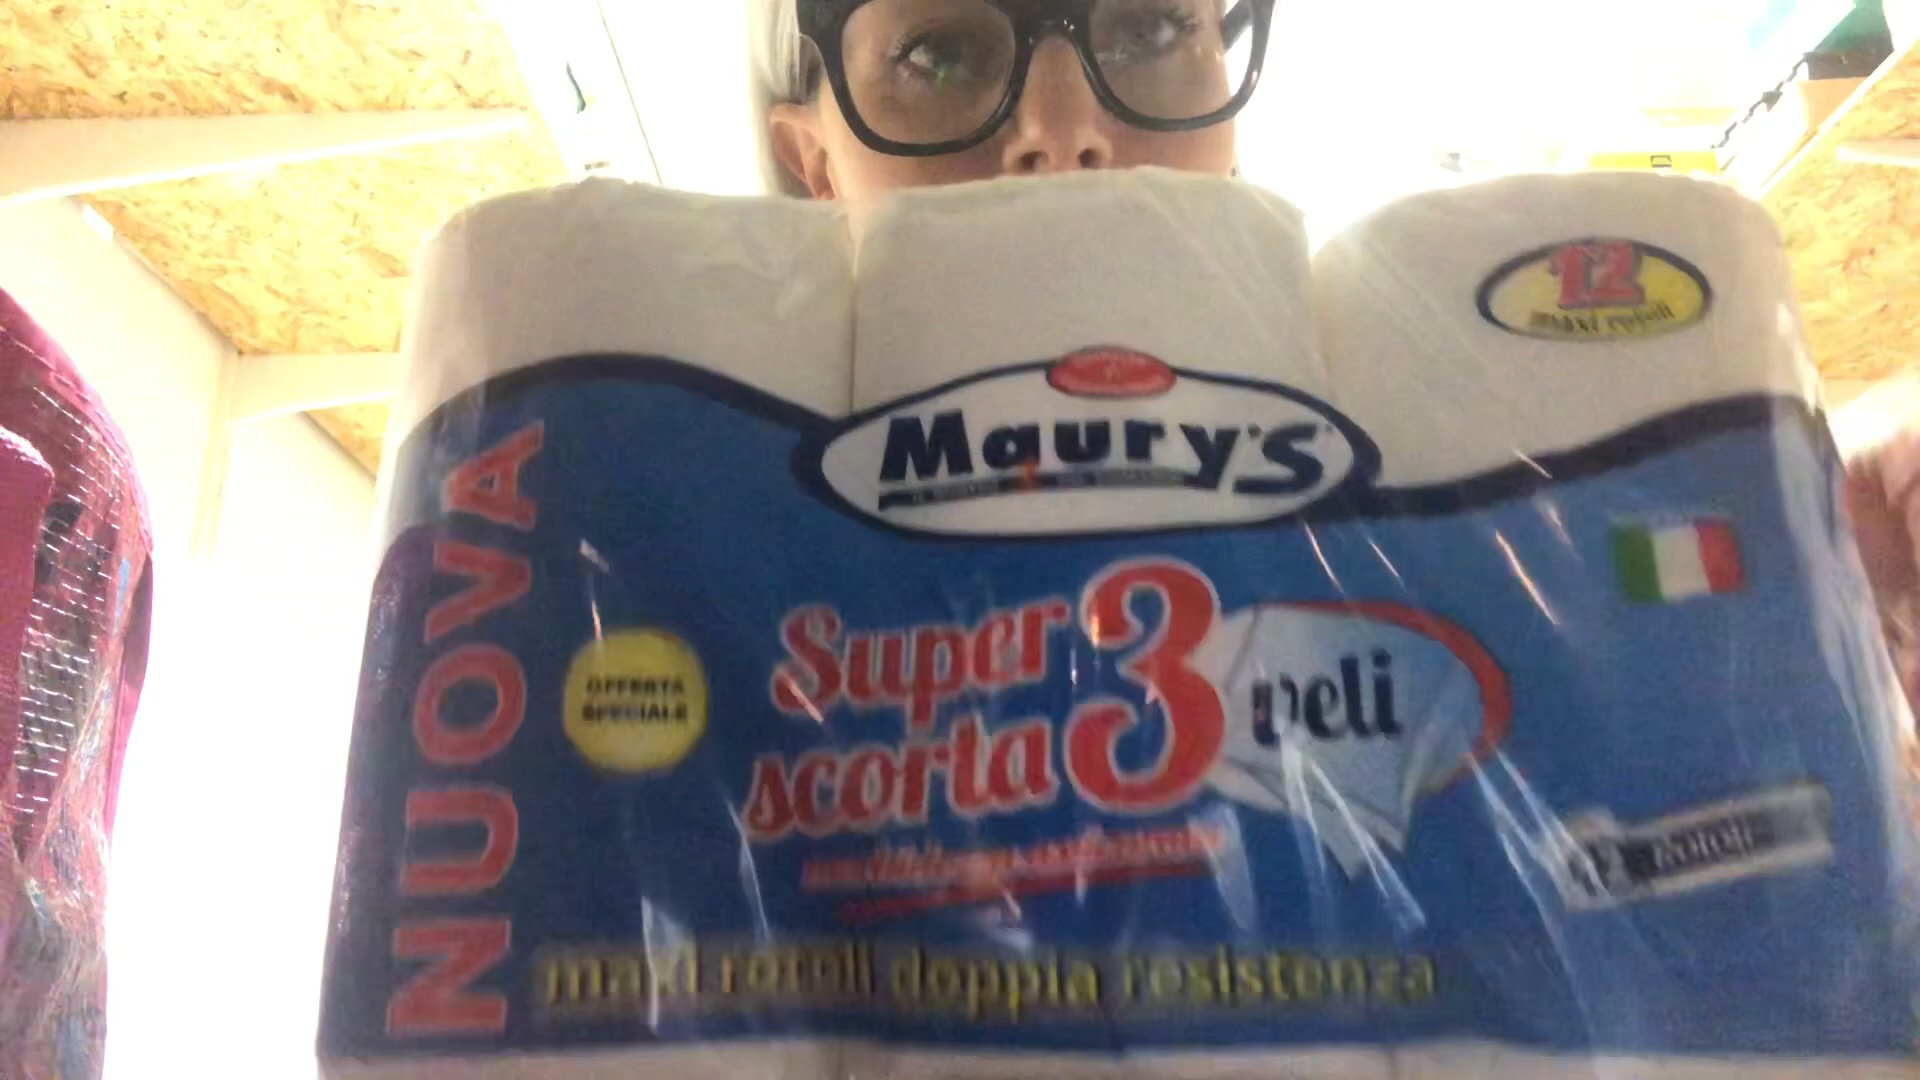 12
maxi rotoli
Maury's
NUOVA
OFFERTA
SPECIALE
Super
scorta
3 veli
maxi rotoli doppia resistenza